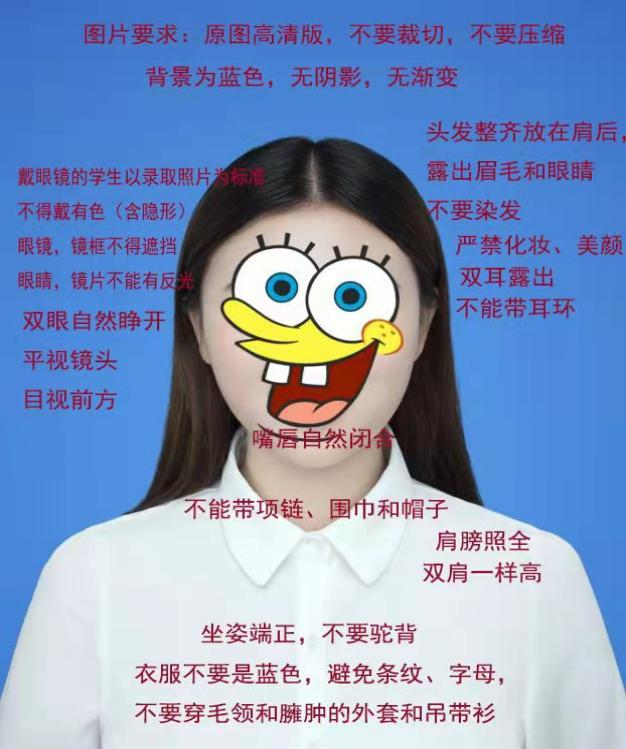 图片要求：原图高清版，不要裁切，不要压缩
背景为蓝色，无阴影，无渐变
头发整齐放在肩后，
露出眉毛和眼睛
不要染发
严禁化妆、美颜
双耳露出
不能带耳环
戴眼镜的学生以录取照片为标准
不得戴有色（含隐形）
眼镜，镜框不得遮挡
眼睛，镜片不能有反光
双眼自然睁开
平视镜头
目视前方
嘴唇自然闭合
不能带项链、围巾和帽子
肩膀照全
双肩一样高
坐姿端正，不要驼背
衣服不要是蓝色，避免条纹、字母，
不要穿毛领和臃肿的外套和吊带衫